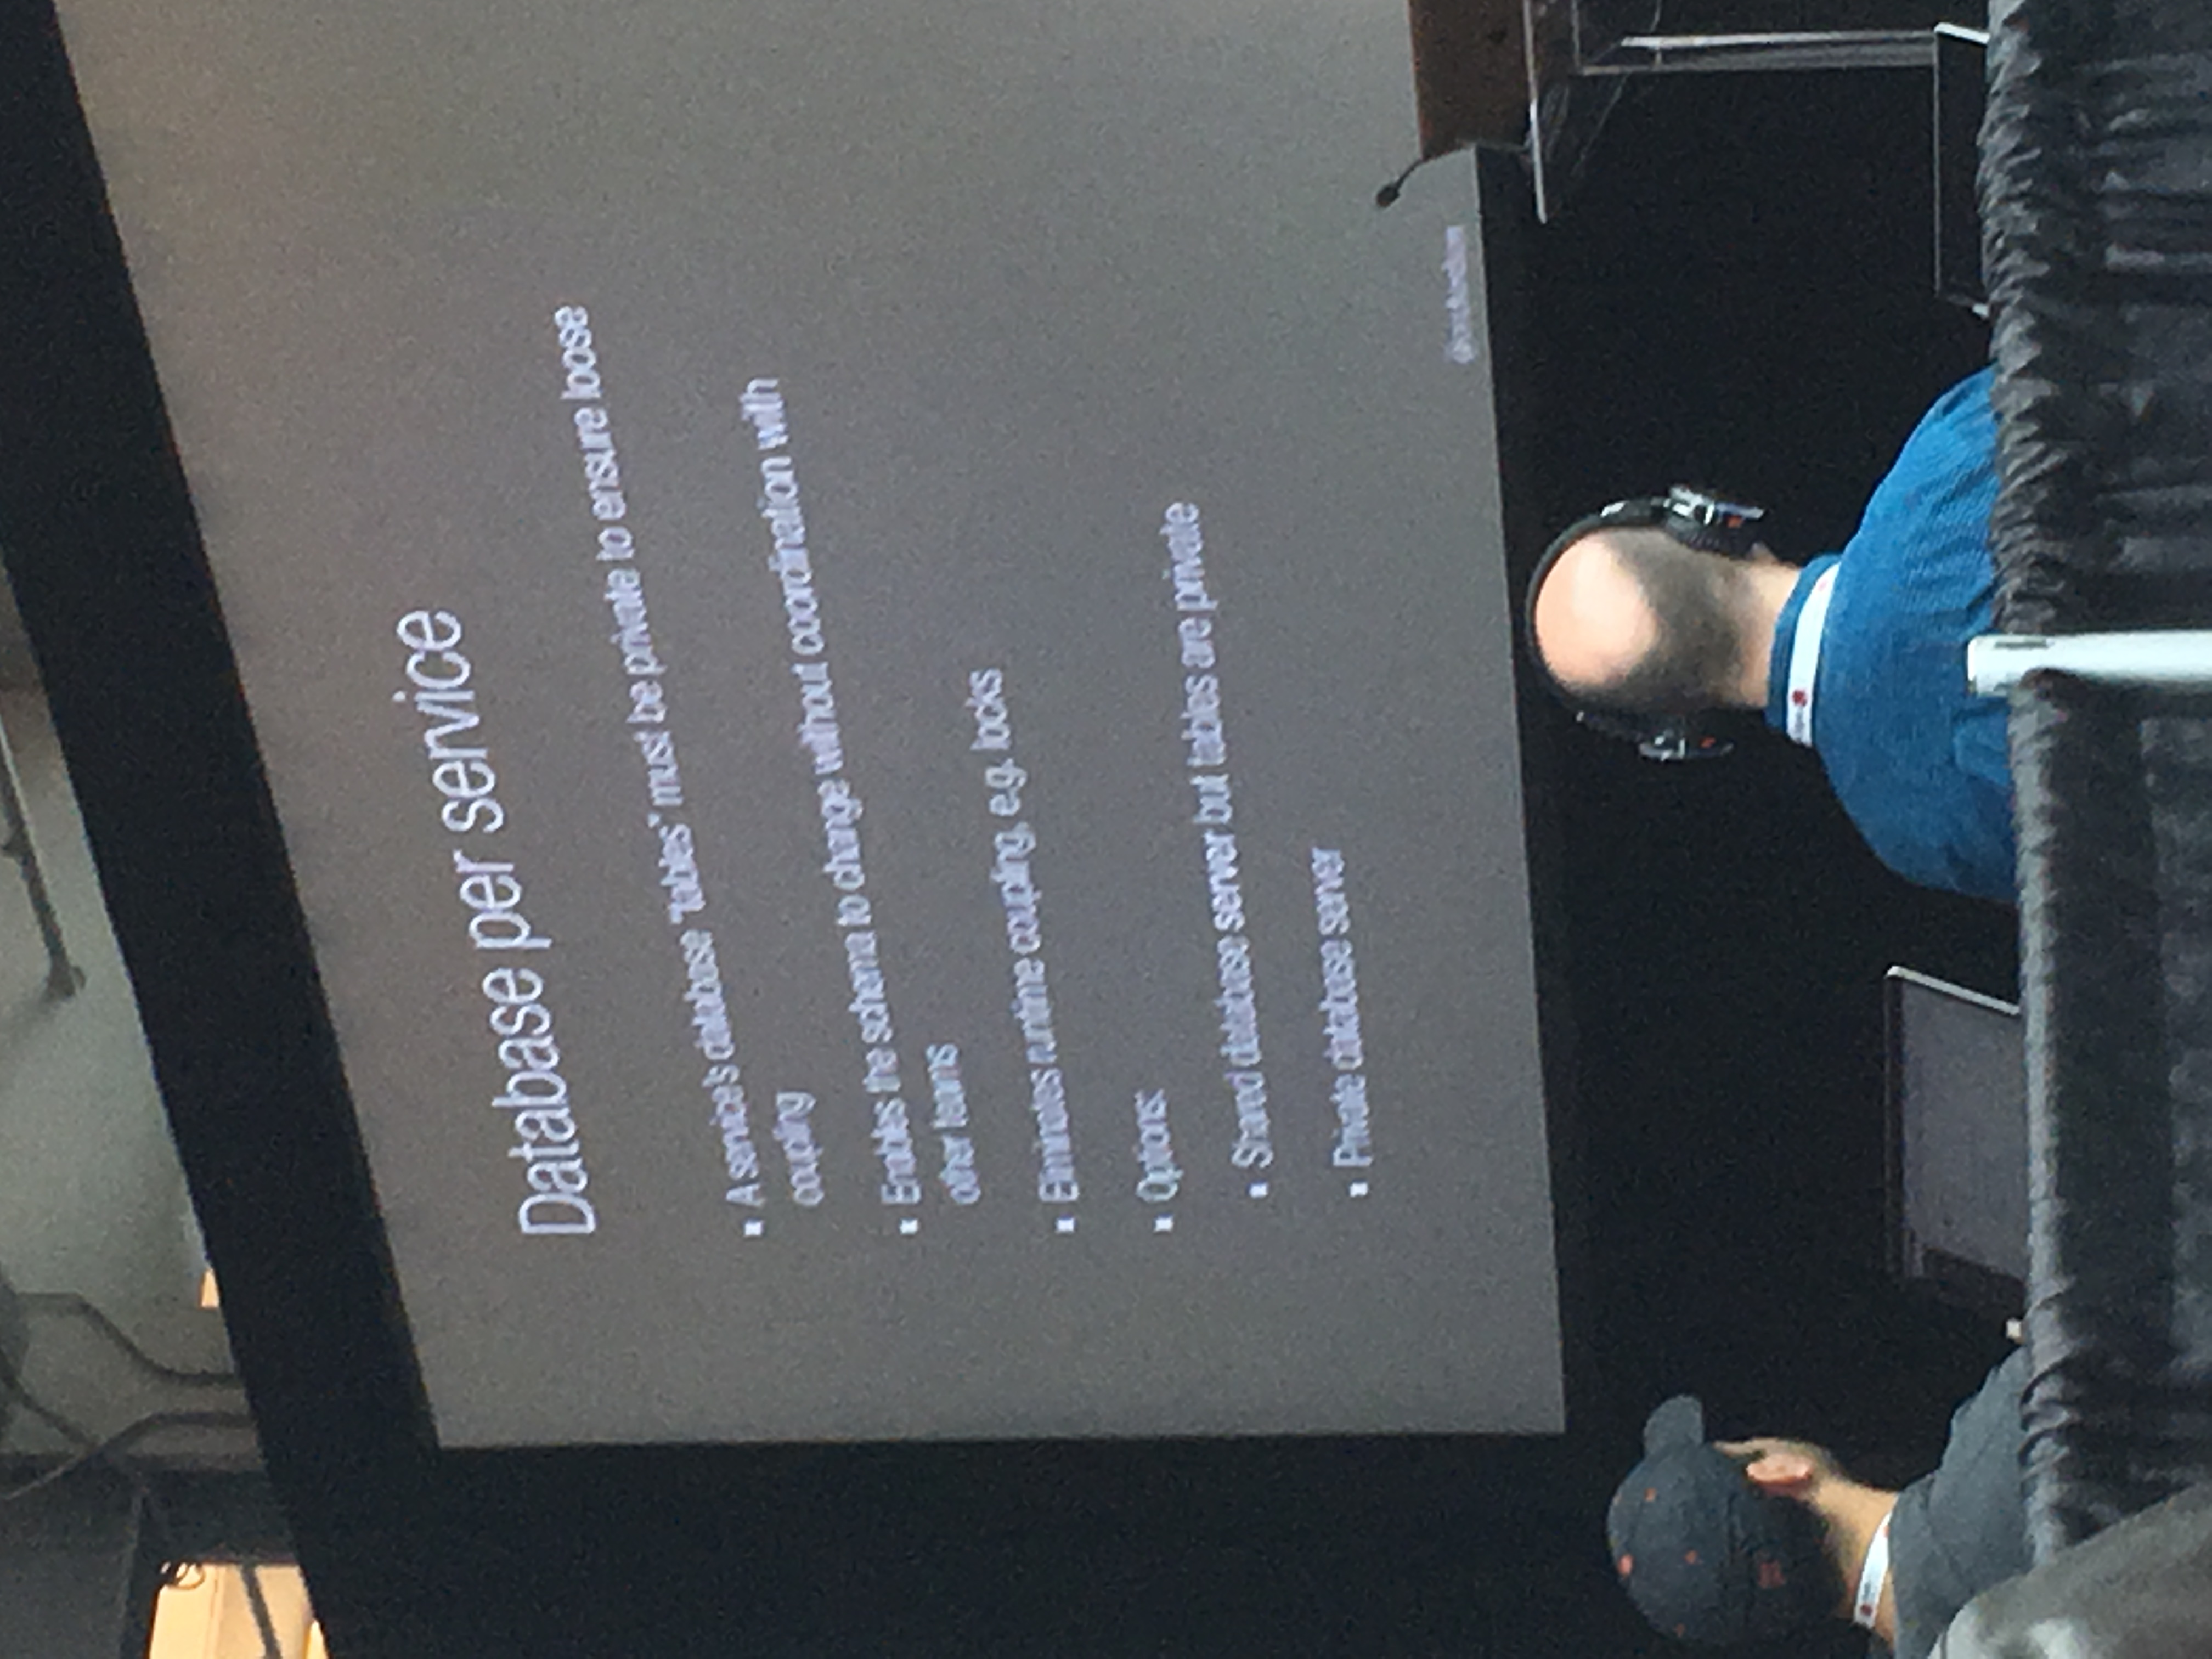 Database per service
▪ A service's database "tables" must be private to ensure loose
coupling
▪ Enables the schema to change without coordination with
other teams
▪ Eliminates runtime coupling, e.g. locks
▪ Options:
▪ Shared database server but tables are private
▪ Private database server